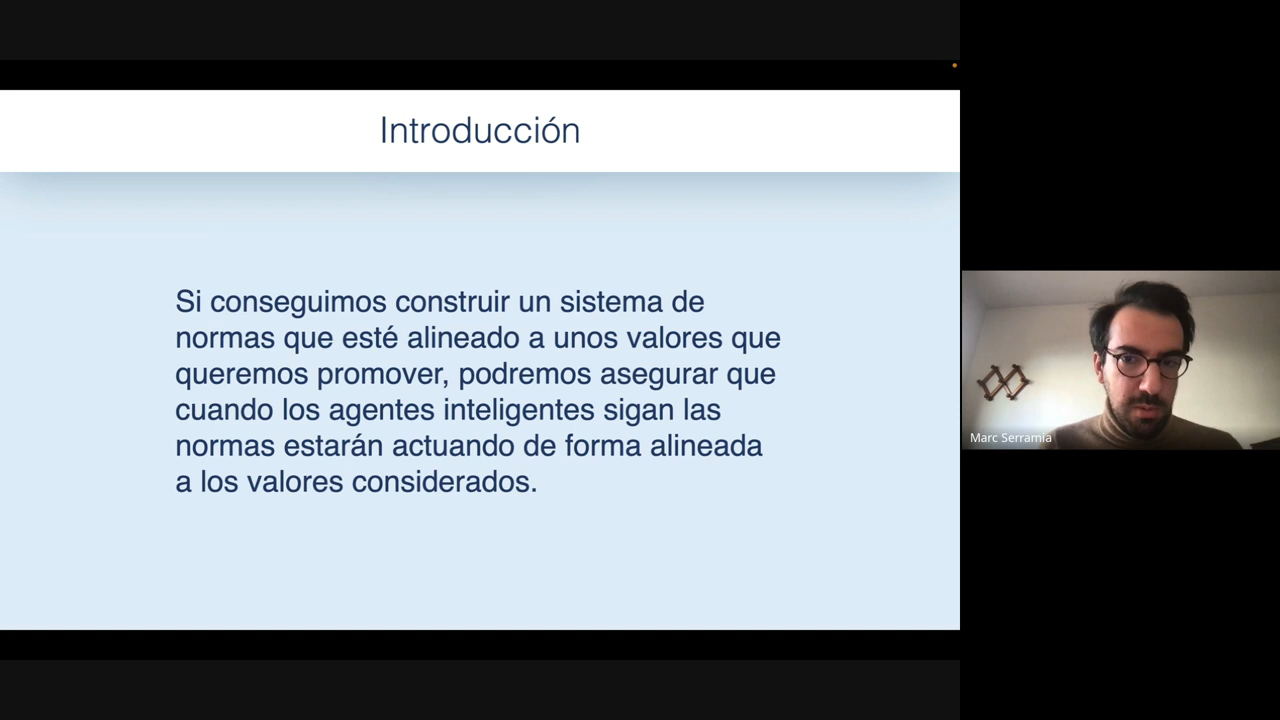 Introducción
Si conseguimos construir un sistema de
normas que esté alineado a unos valores que
queremos promover, podremos asegurar que
cuando los agentes inteligentes sigan las
normas estarán actuando de forma alineada
a los valores considerados.
Marc Serramia